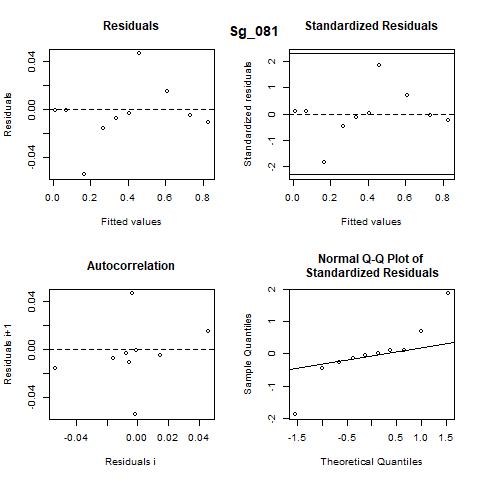 Sg_081
Residuals
Residuals
-0.04 0.00 0.04
0.0 0.2 0.4 0.6 0.8
Fitted values
Standardized Residuals
Standardized residuals
-2 -1 0 1 2
0.0 0.2 0.4 0.6 0.8
Fitted values
Autocorrelation
Residuals i+1
-0.04 0.00 0.04
-0.04 0.00 0.02 0.04
Residuals i
Normal Q-Q Plot of
Standardized Residuals
Sample Quantiles
-2 -1 0 1 2
-1.5 -0.5 0.5 1.0 1.5
Theoretical Quantiles